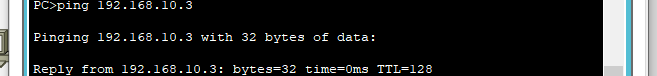 PC>ping 192.168.10.3
Pinging 192.168.10.3 with 32 bytes of data:
Reply from 192.168.10.3: bytes=32 time=0ms TTL=128